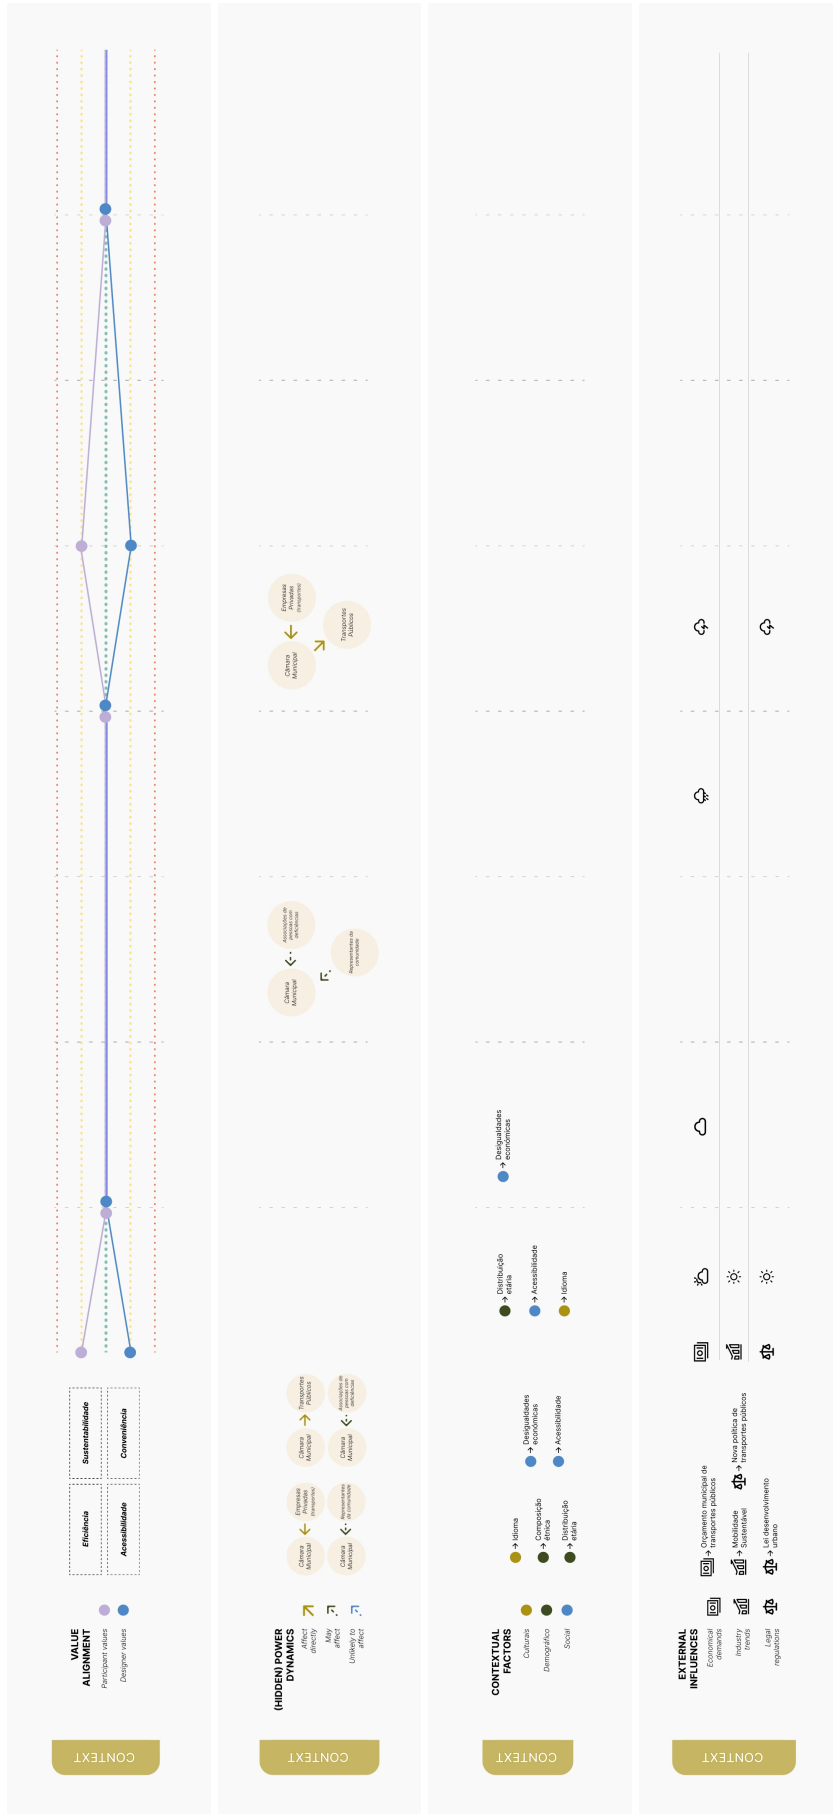 CONTEXT
VALUE
ALIGNMENT
Participant values
Designer values
Eficiência
Sustentabilidade
Acessibilidade
Conveniência
CONTEXT
(HIDDEN) POWER
DYNAMICS
Affect
directly
May
affect
Unlikely to
affect
Câmara
Municipal
Empresas
Privadas
(transportes)
Câmara
Municipal
Transportes
Públicos
Câmara
Municipal
Representantes
da comunidade
Câmara
Municipal
Associações de
pessoas com
deficiências
Câmara
Municipal
Associações de
pessoas com
deficiências
Representantes da
comunidade
Câmara
Municipal
Empresas
Privadas
(transportes)
Transportes
Públicos
CONTEXT
CONTEXTUAL
FACTORS
Culturais
Demográfico
Social
→ Idioma
→ Composição
étnica
→ Distribuição
etária
→ Desigualdades
económicas
→ Acessibilidade
→ Distribuição
etária
→ Acessibilidade
→ Idioma
→ Desigualdades
económicas
CONTEXT
EXTERNAL
INFLUENCES
Economical
demands
Industry
trends
Legal
regulations
→ Orçamento municipal de
transportes públicos
→ Mobilidade
Sustentável
→ Nova política de
transportes públicos
→ Lei desenvolvimento
urbano